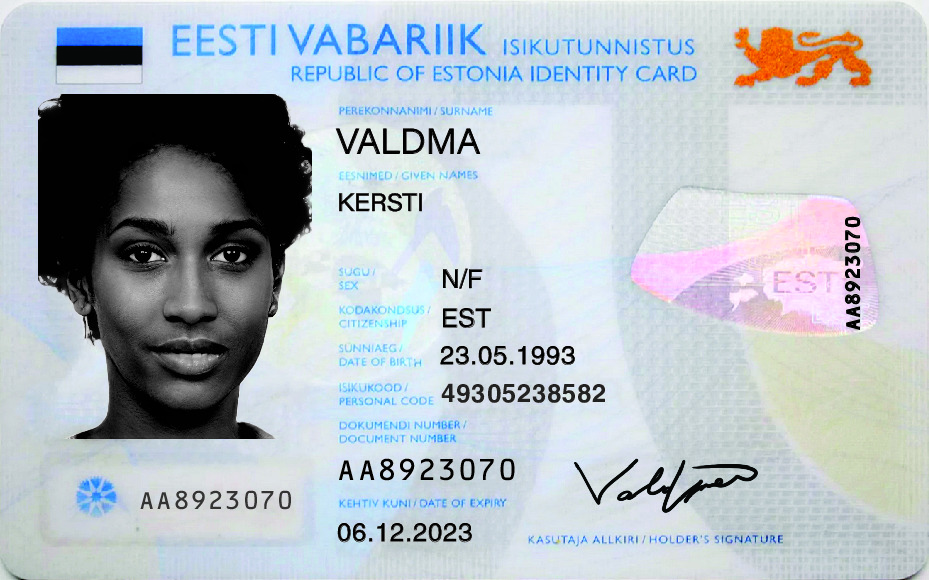 EESTI VABARIIK ISIKUTUNNISTUS
REPUBLIC OF ESTONIA IDENTITY CARD
PEREKONNANIMI / SURNAME
VALDMA
EESNIMED / GIVEN NAMES
KERSTI
SUGU /
SEX
N/F
KODAKONDSUS /
CITIZENSHIP
EST
SÜNNIAEG /
DATE OF BIRTH
23.05.1993
ISIKUKOOD /
PERSONAL CODE
49305238582
DOKUMENDI NUMBER /
DOCUMENT NUMBER
AA8923070
KEHTIV KUNI / DATE OF EXPIRY
06.12.2023
AA8923070
EST
AA8923070
KASUTAJA ALLKIRI / HOLDER'S SIGNATURE